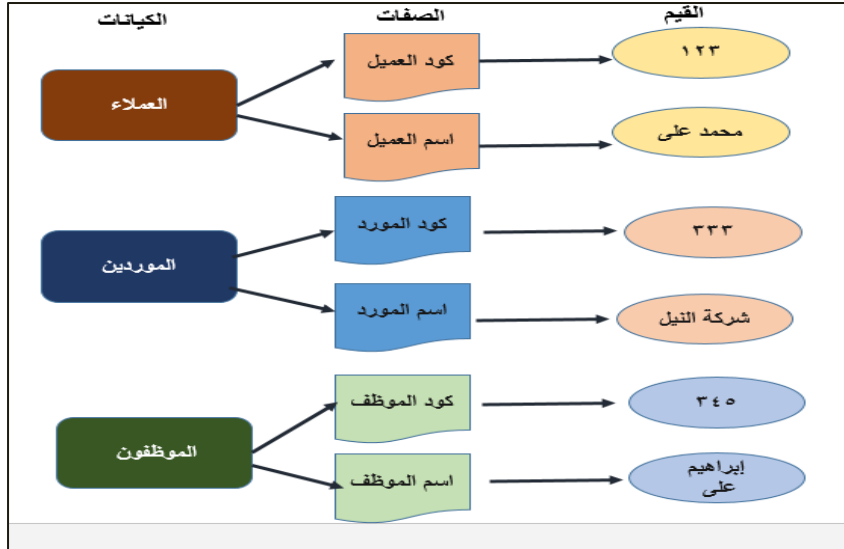 القيم
الصفات
الكيانات
العملاء
كود العميل
١٢٣
اسم العميل
محمد على
الموردين
كود المورد
٣٣٣
اسم المورد
شركة النيل
الموظفون
كود الموظف
٣٤٥
اسم الموظف
إبراهيم
على